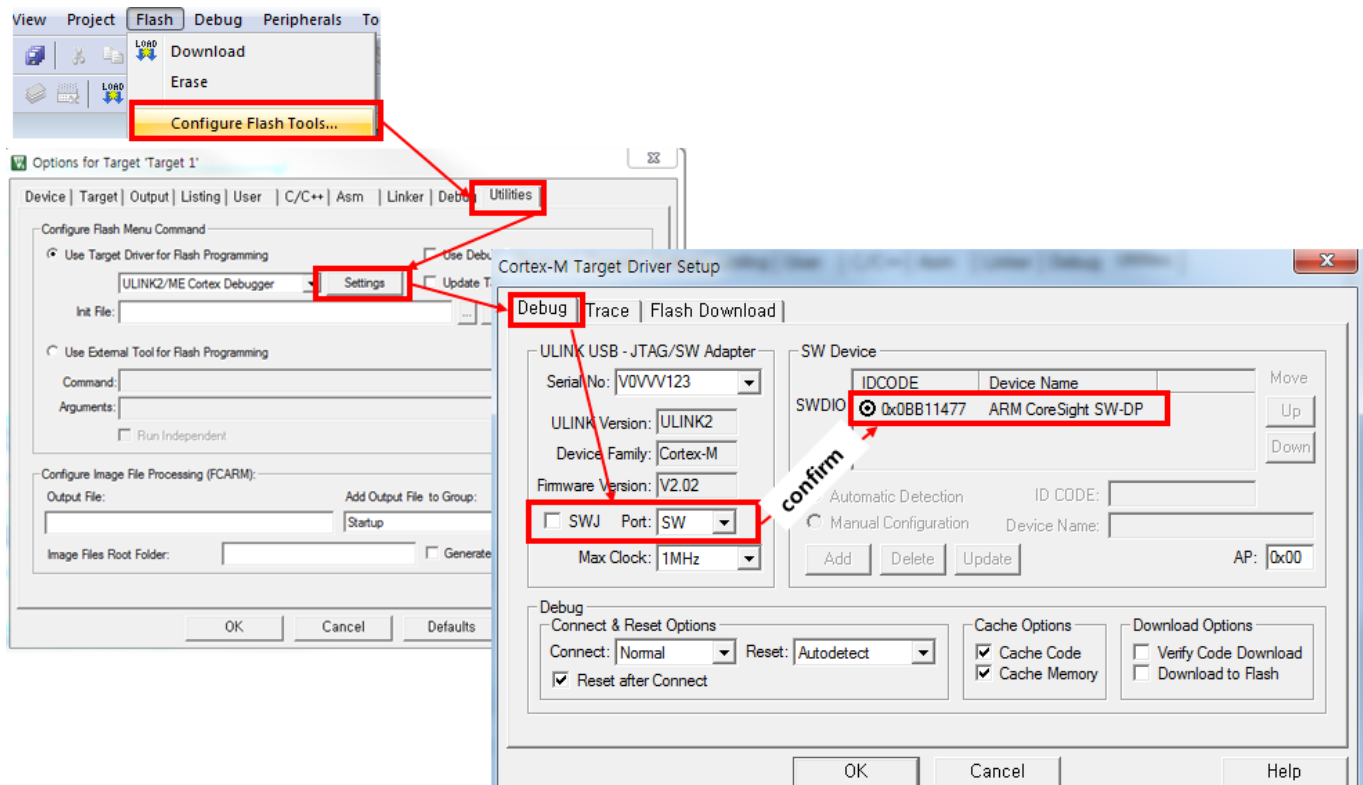 View Project Flash Debug Peripherals To
LOAD Download
Erase
LOAD
Configure Flash Tools...
Options for Target 'Target 1'
Device Target Output Listing User C/C++ Asm Linker Debug Utilities
Configure Flash Menu Command
Use Target Driver for Flash Programming Use Debu
ULINK2/ME Cortex Debugger Settings Update T
Init File: ...
Use External Tool for Flash Programming
Command:
Arguments:
Run Independent
Configure Image File Processing (FCARM):
Output File: Add Output File to Group:
Startup
Image Files Root Folder: Generate
OK Cancel Defaults
Cortex-M Target Driver Setup
Debug Trace Flash Download
ULINK USB - JTAG/SW Adapter
Serial No: V0VVV123
ULINK Version: ULINK2
Device Family: Cortex-M
Firmware Version: V2.02
SWJ Port: SW
Max Clock: 1MHz
confirm
SW Device
IDCODE Device Name Move
SWDIO 0x0BB11477 ARM CoreSight SW-DP Up
Down
Automatic Detection ID CODE:
Manual Configuration Device Name:
Add Delete Update AP: 0x00
Debug
Connect & Reset Options
Connect: Normal Reset: Autodetect
Reset after Connect
Cache Options
Cache Code
Cache Memory
Download Options
Verify Code Download
Download to Flash
OK Cancel Help